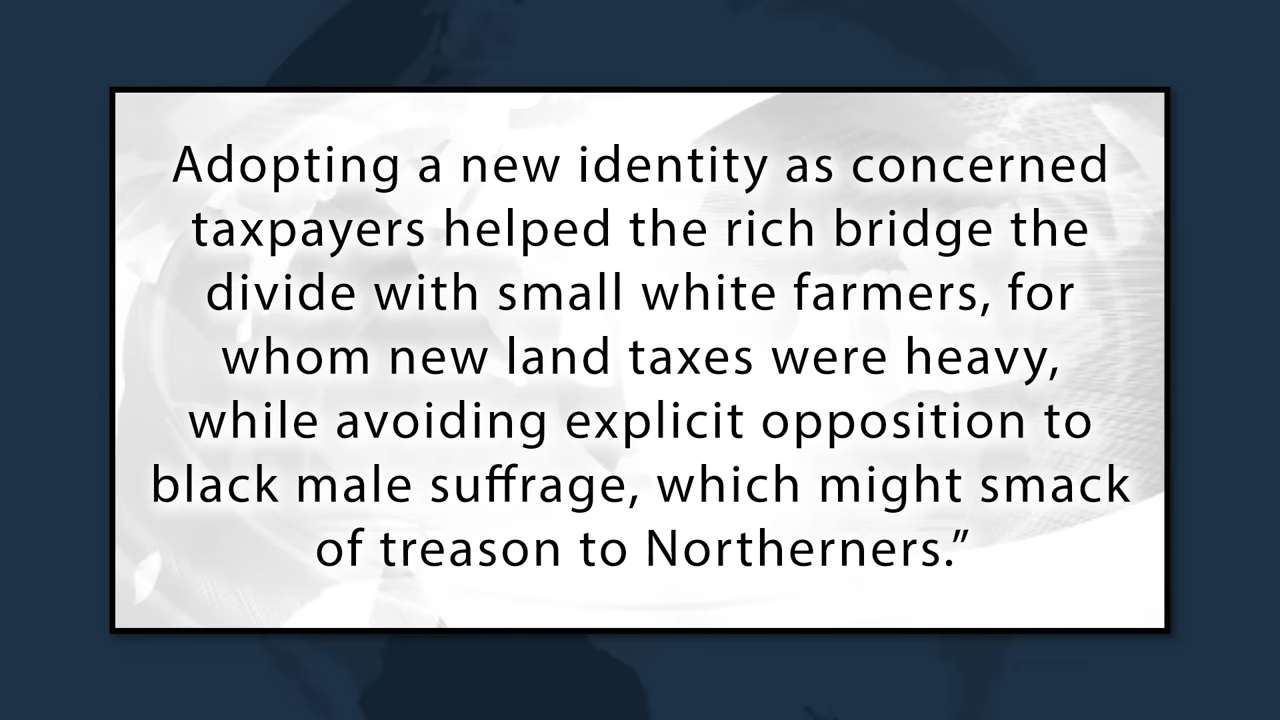 Adopting a new identity as concerned
taxpayers helped the rich bridge the
divide with small white farmers, for
whom new land taxes were heavy,
while avoiding explicit opposition to
black male suffrage, which might smack
of treason to Northerners.”